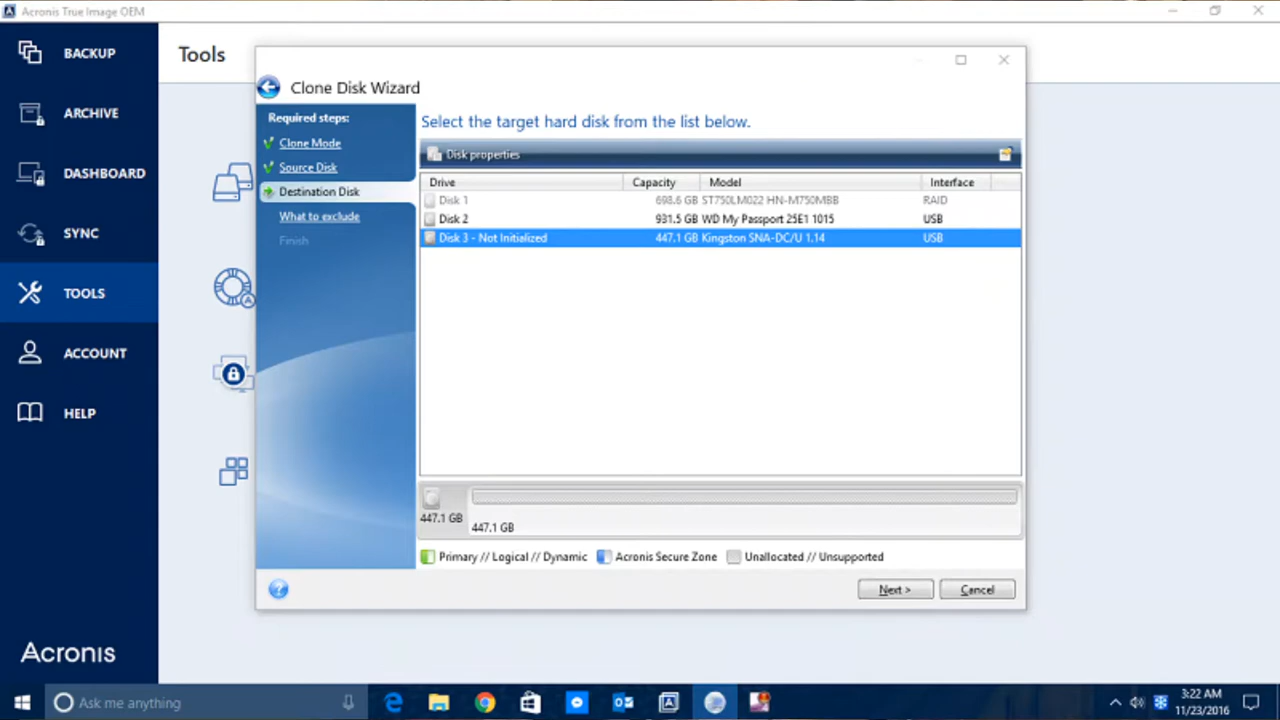 Acronis True Image OEM
BACKUP
ARCHIVE
DASHBOARD
SYNC
TOOLS
ACCOUNT
HELP
Acronis
Tools
Clone Disk Wizard
Required steps:
Clone Mode
Source Disk
Destination Disk
What to exclude
Finish
Select the target hard disk from the list below.
Disk properties
Drive Capacity Model Interface
Disk 1 698.6 GB ST750LM022 HN-M750MBB RAID
Disk 2 931.5 GB WD My Passport 25E1 1015 USB
Disk 3 - Not Initialized 447.1 GB Kingston SNA-DC/U 1.14 USB
447.1 GB
447.1 GB
Primary // Logical // Dynamic Acronis Secure Zone Unallocated // Unsupported
Next > Cancel
Ask me anything
3:22 AM
11/23/2016